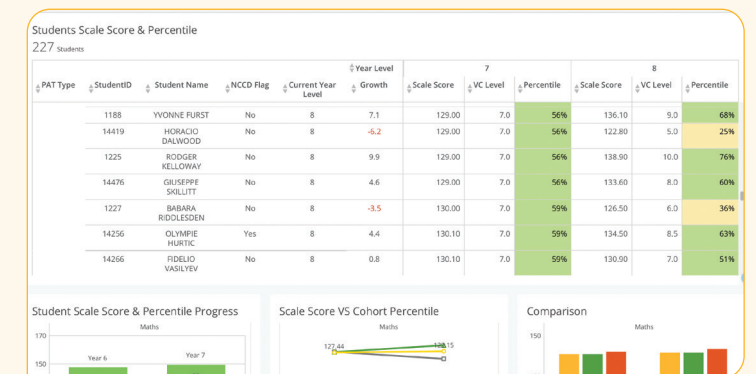 Students Scale Score & Percentile
227 Students
Year Level 7 8
PAT Type StudentID Student Name NCCD Flag Current Year Level Growth Scale Score VC Level Percentile Scale Score VC Level Percentile
1188 YVONNE FURST No 8 7.1 129.00 7.0 56% 136.10 9.0 68%
14419 HORACIO DALWOOD No 8 -6.2 129.00 7.0 56% 122.80 5.0 25%
1225 RODGER KELLOWAY No 8 9.9 129.00 7.0 56% 138.90 10.0 76%
14476 GIUSEPPE SKILLITT No 8 4.6 129.00 7.0 56% 133.60 8.0 60%
1227 BABARA RIDDLESDEN No 8 -3.5 130.00 7.0 59% 126.50 6.0 36%
14256 OLYMPIE HURTIC Yes 8 4.4 130.10 7.0 59% 134.50 8.5 63%
14266 FIDELIO VASILYEV No 8 0.8 130.10 7.0 59% 130.90 7.0 51%
Student Scale Score & Percentile Progress
Maths
170
Year 6 Year 7
150
Scale Score VS Cohort Percentile
Maths
127.44
Comparison
Maths
150